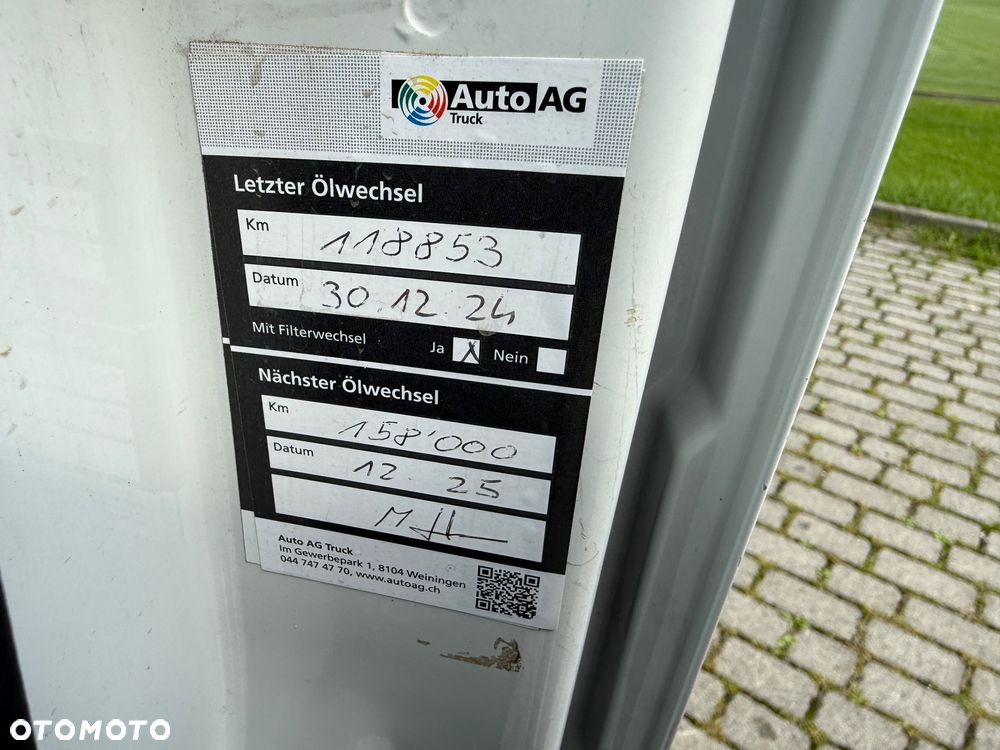 Auto AG
Truck
Letzter Ölwechsel
Km
118853
Datum
30.12.24
Mit Filterwechsel Ja X Nein
Nächster Ölwechsel
Km
158'000
Datum
12. 25
Auto AG Truck
Im Gewerbepark 1, 8104 Weiningen
044 747 47 70, www.autoag.ch
OTOMOTO